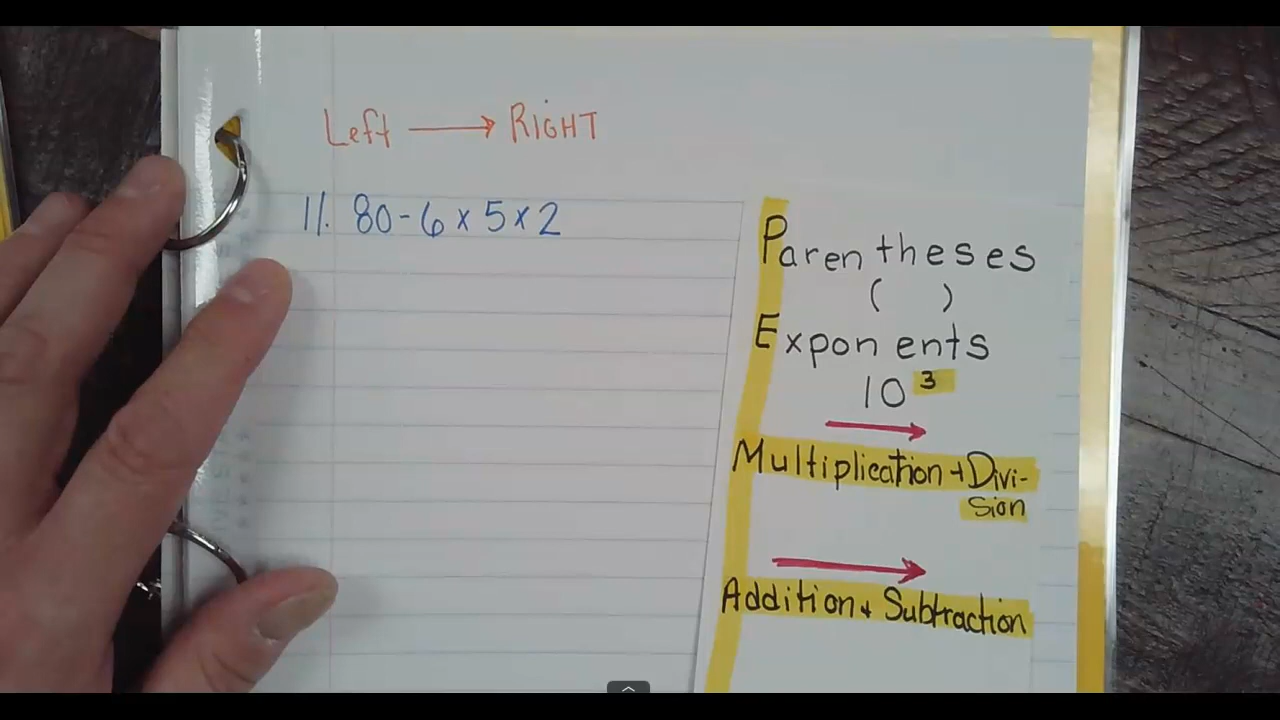 Left → RIGHT
11. 80 - 6 × 5 × 2
Parentheses
( )
Exponents
10³
Multiplication + Divi-
sion
Addition + Subtraction